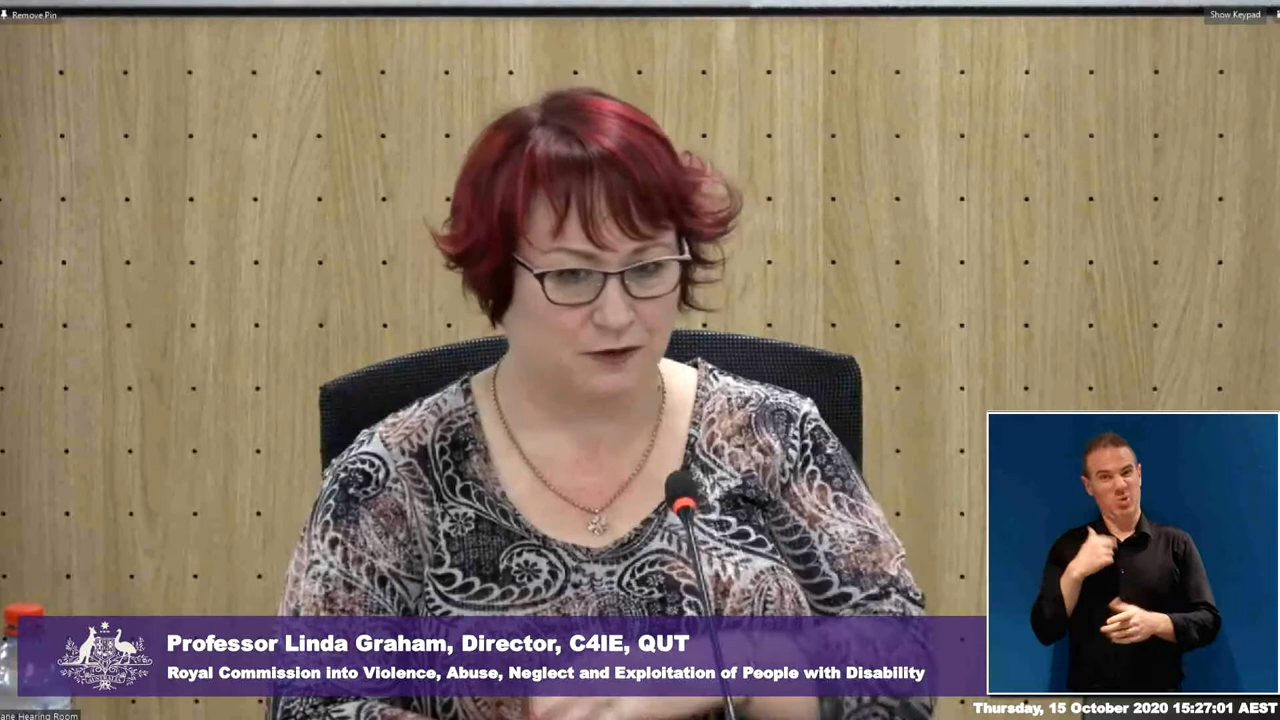 Remove Pin
Show Keypad
Professor Linda Graham, Director, C4IE, QUT
Royal Commission into Violence, Abuse, Neglect and Exploitation of People with Disability
Thursday, 15 October 2020 15:27:01 AEST
ane Hearing Room